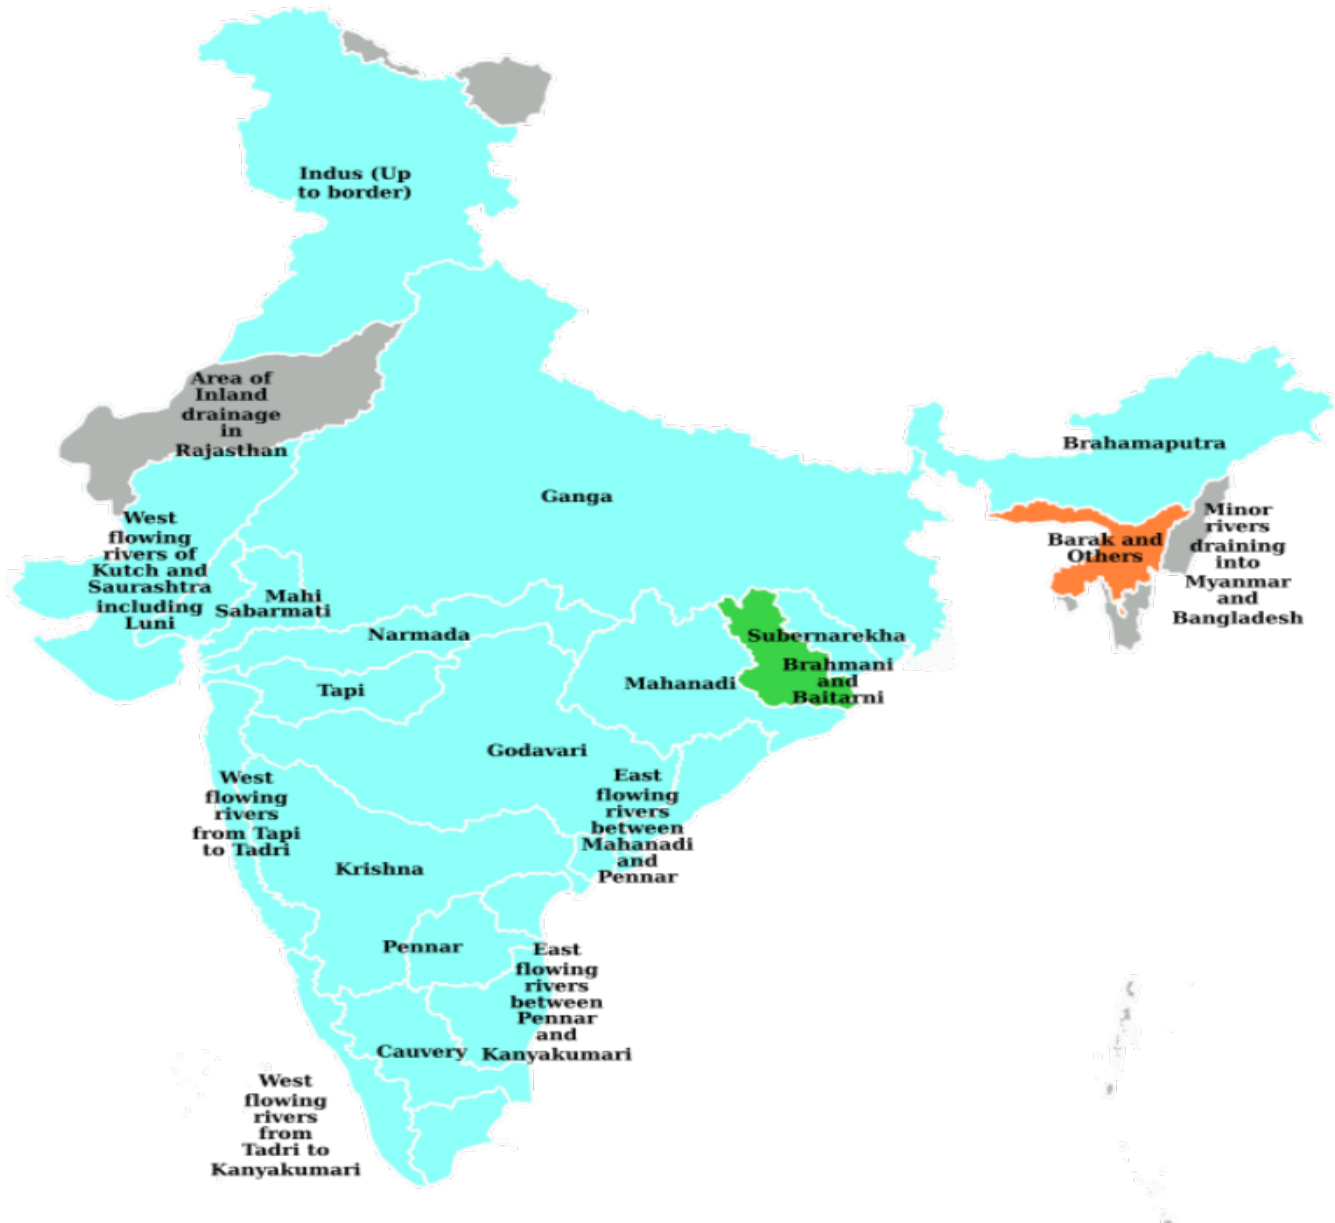 Indus (Up
to border)
Area of
Inland
drainage
in
Rajasthan
Brahamaputra
Ganga
West
flowing
rivers of
Kutch and
Saurashtra
including
Luni
Minor
rivers
draining
into
Myanmar
and
Bangladesh
Barak and
Others
Mahi
Sabarmati
Narmada
Subernarekha
Brahmani
and
Baitarni
Tapi
Mahanadi
Godavari
West
flowing
rivers
from Tapi
to Tadri
East
flowing
rivers
between
Mahanadi
and
Pennar
Krishna
Pennar
East
flowing
rivers
between
Pennar
and
Kanyakumari
Cauvery
West
flowing
rivers
from
Tadri to
Kanyakumari